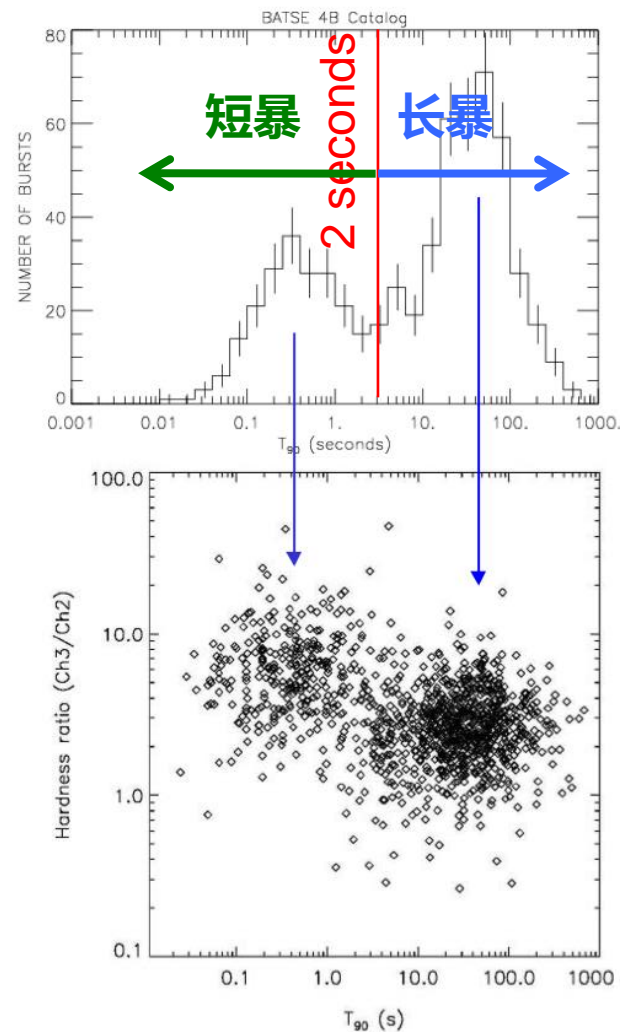 BATSE 4B Catalog
80
60
40
20
0
NUMBER OF BURSTS
短暴
2 seconds
长暴
0.001 0.01 0.1 1. 10. 100. 1000.
T90 (seconds)
100.0
10.0
1.0
0.1
Hardness ratio (Ch3/Ch2)
0.1 1.0 10.0 100.0 1000
T90 (s)